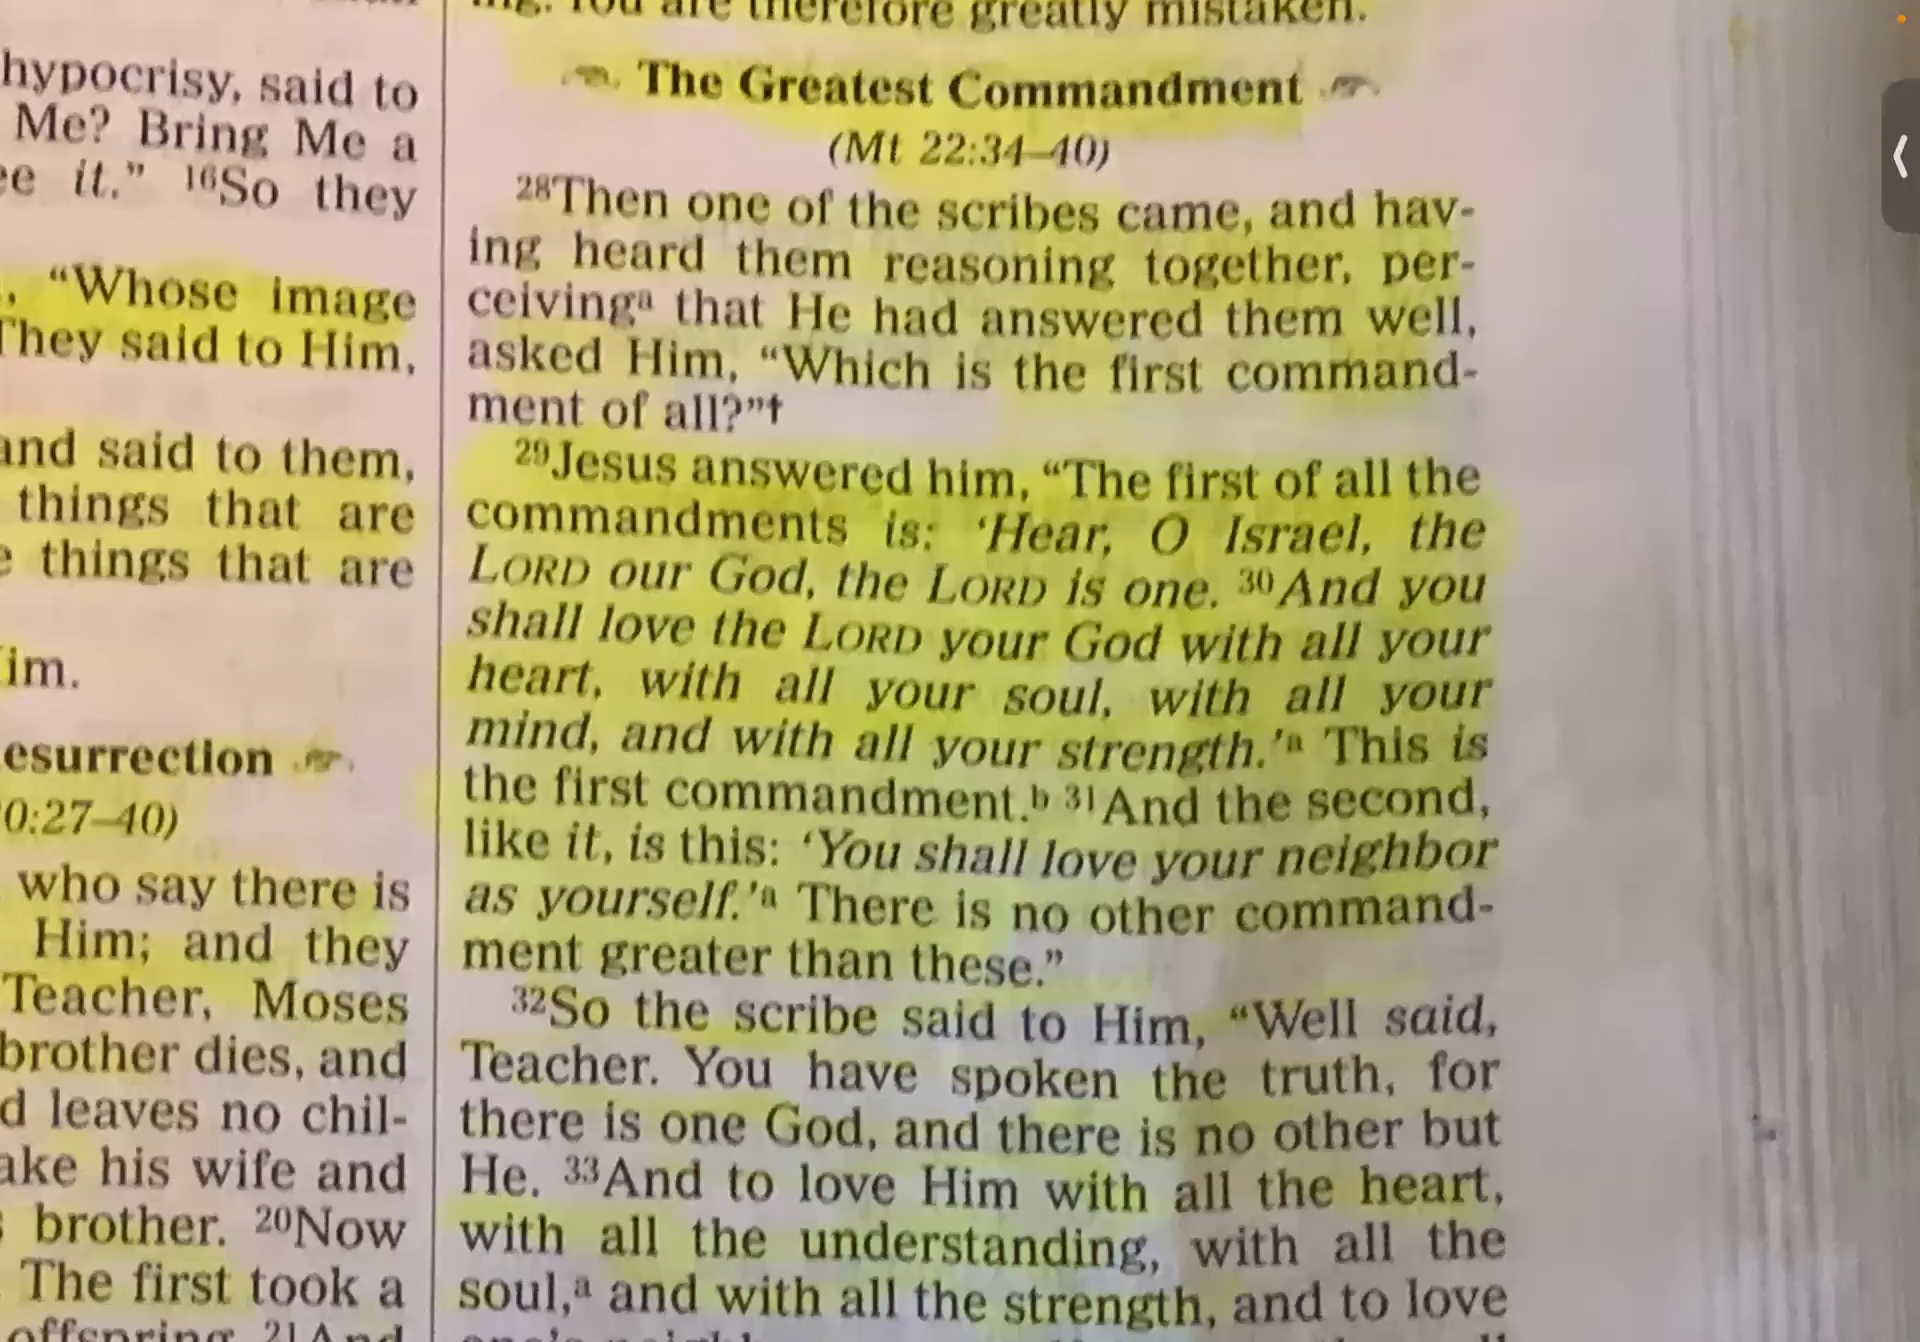 hypocrisy, said to
Me? Bring Me a
it.” ¹⁶So they
“Whose image
They said to Him,
and said to them,
things that are
things that are
im.
esurrection
0:27–40)
who say there is
Him; and they
Teacher, Moses
brother dies, and
d leaves no chil-
ake his wife and
brother. ²⁰Now
The first took a
offspring. ²¹And
ing. You are therefore greatly mistaken.
The Greatest Commandment
(Mt 22:34–40)
²⁸Then one of the scribes came, and hav-
ing heard them reasoning together, per-
ceivingᵃ that He had answered them well,
asked Him, “Which is the first command-
ment of all?”†
²⁹Jesus answered him, “The first of all the
commandments is: ‘Hear, O Israel, the
LORD our God, the LORD is one. ³⁰And you
shall love the LORD your God with all your
heart, with all your soul, with all your
mind, and with all your strength.’ᵃ This is
the first commandment.ᵇ ³¹And the second,
like it, is this: ‘You shall love your neighbor
as yourself.’ᵃ There is no other command-
ment greater than these.”
³²So the scribe said to Him, “Well said,
Teacher. You have spoken the truth, for
there is one God, and there is no other but
He. ³³And to love Him with all the heart,
with all the understanding, with all the
soul,ᵃ and with all the strength, and to love